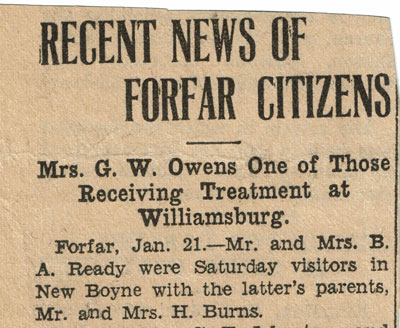 RECENT NEWS OF
FORFAR CITIZENS
Mrs. G. W. Owens One of Those
Receiving Treatment at
Williamsburg.
Forfar, Jan. 21.—Mr. and Mrs. B.
A. Ready were Saturday visitors in
New Boyne with the latter's parents,
Mr. and Mrs. H. Burns.